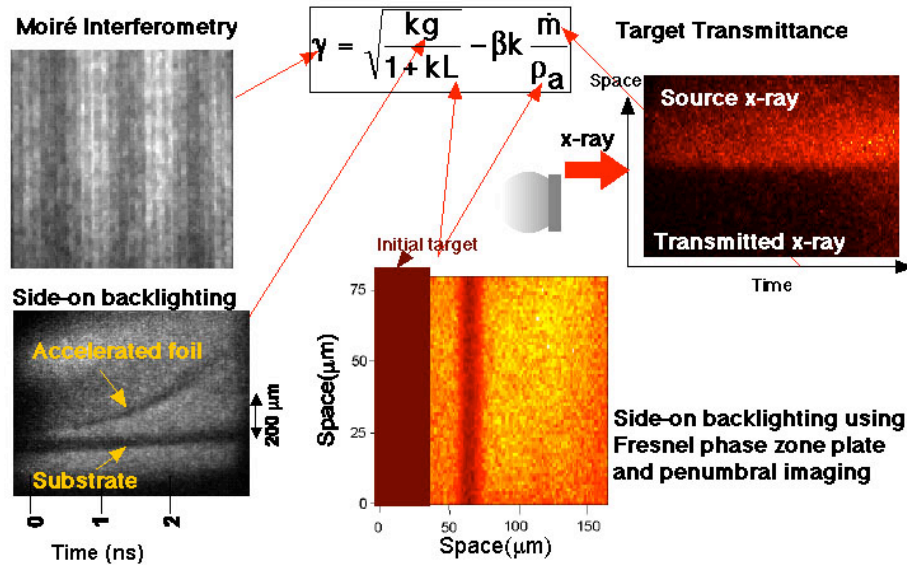 Moiré Interferometry
γ = √(kg / (1 + kL)) − βk ṁ / ρa
Target Transmittance
Space
Source x-ray
x-ray
Transmitted x-ray
Time
Initial target
Side-on backlighting
Accelerated foil
200 μm
Substrate
0 1 2
Time (ns)
75
50
25
0
Space(μm)
0 50 100 150
Space(μm)
Side-on backlighting using
Fresnel phase zone plate
and penumbral imaging